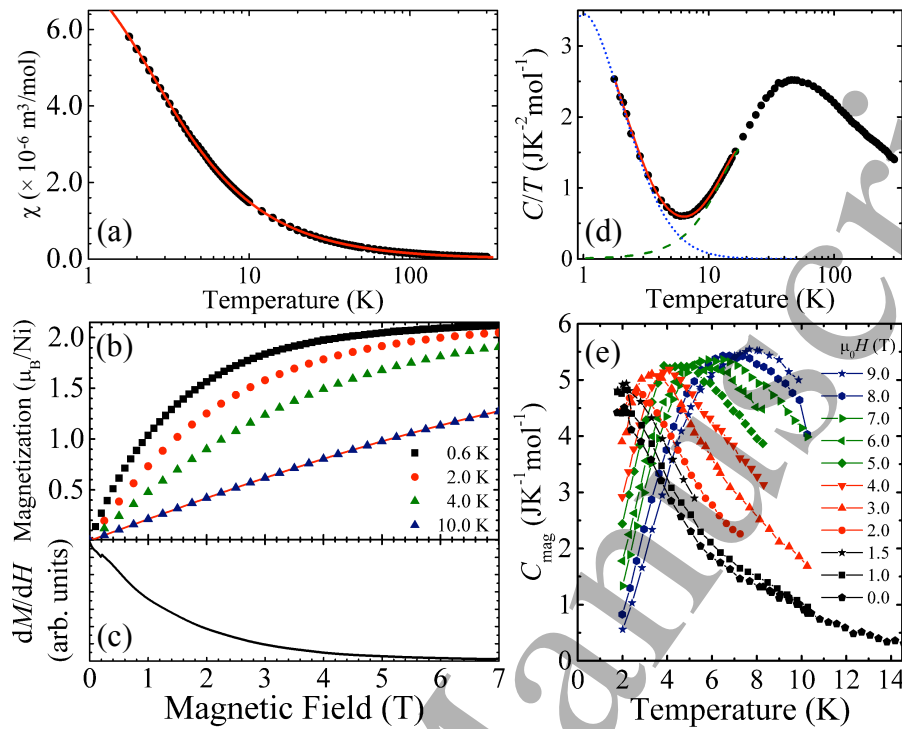 6.0
4.0
2.0
0.0
χ (× 10⁻⁶ m³/mol)
(a)
1
10
100
Temperature (K)
2.0
1.5
1.0
0.5
Magnetization (μB/Ni)
(b)
0.6 K
2.0 K
4.0 K
10.0 K
dM/dH
(arb. units)
(c)
0 1 2 3 4 5 6 7
Magnetic Field (T)
3
2
1
0
C/T (JK⁻²mol⁻¹)
(d)
1
10
100
Temperature (K)
6
5
4
3
2
1
0
Cmag (JK⁻¹mol⁻¹)
(e)
μ₀H (T)
9.0
8.0
7.0
6.0
5.0
4.0
3.0
2.0
1.5
1.0
0.0
0 2 4 6 8 10 12 14
Temperature (K)